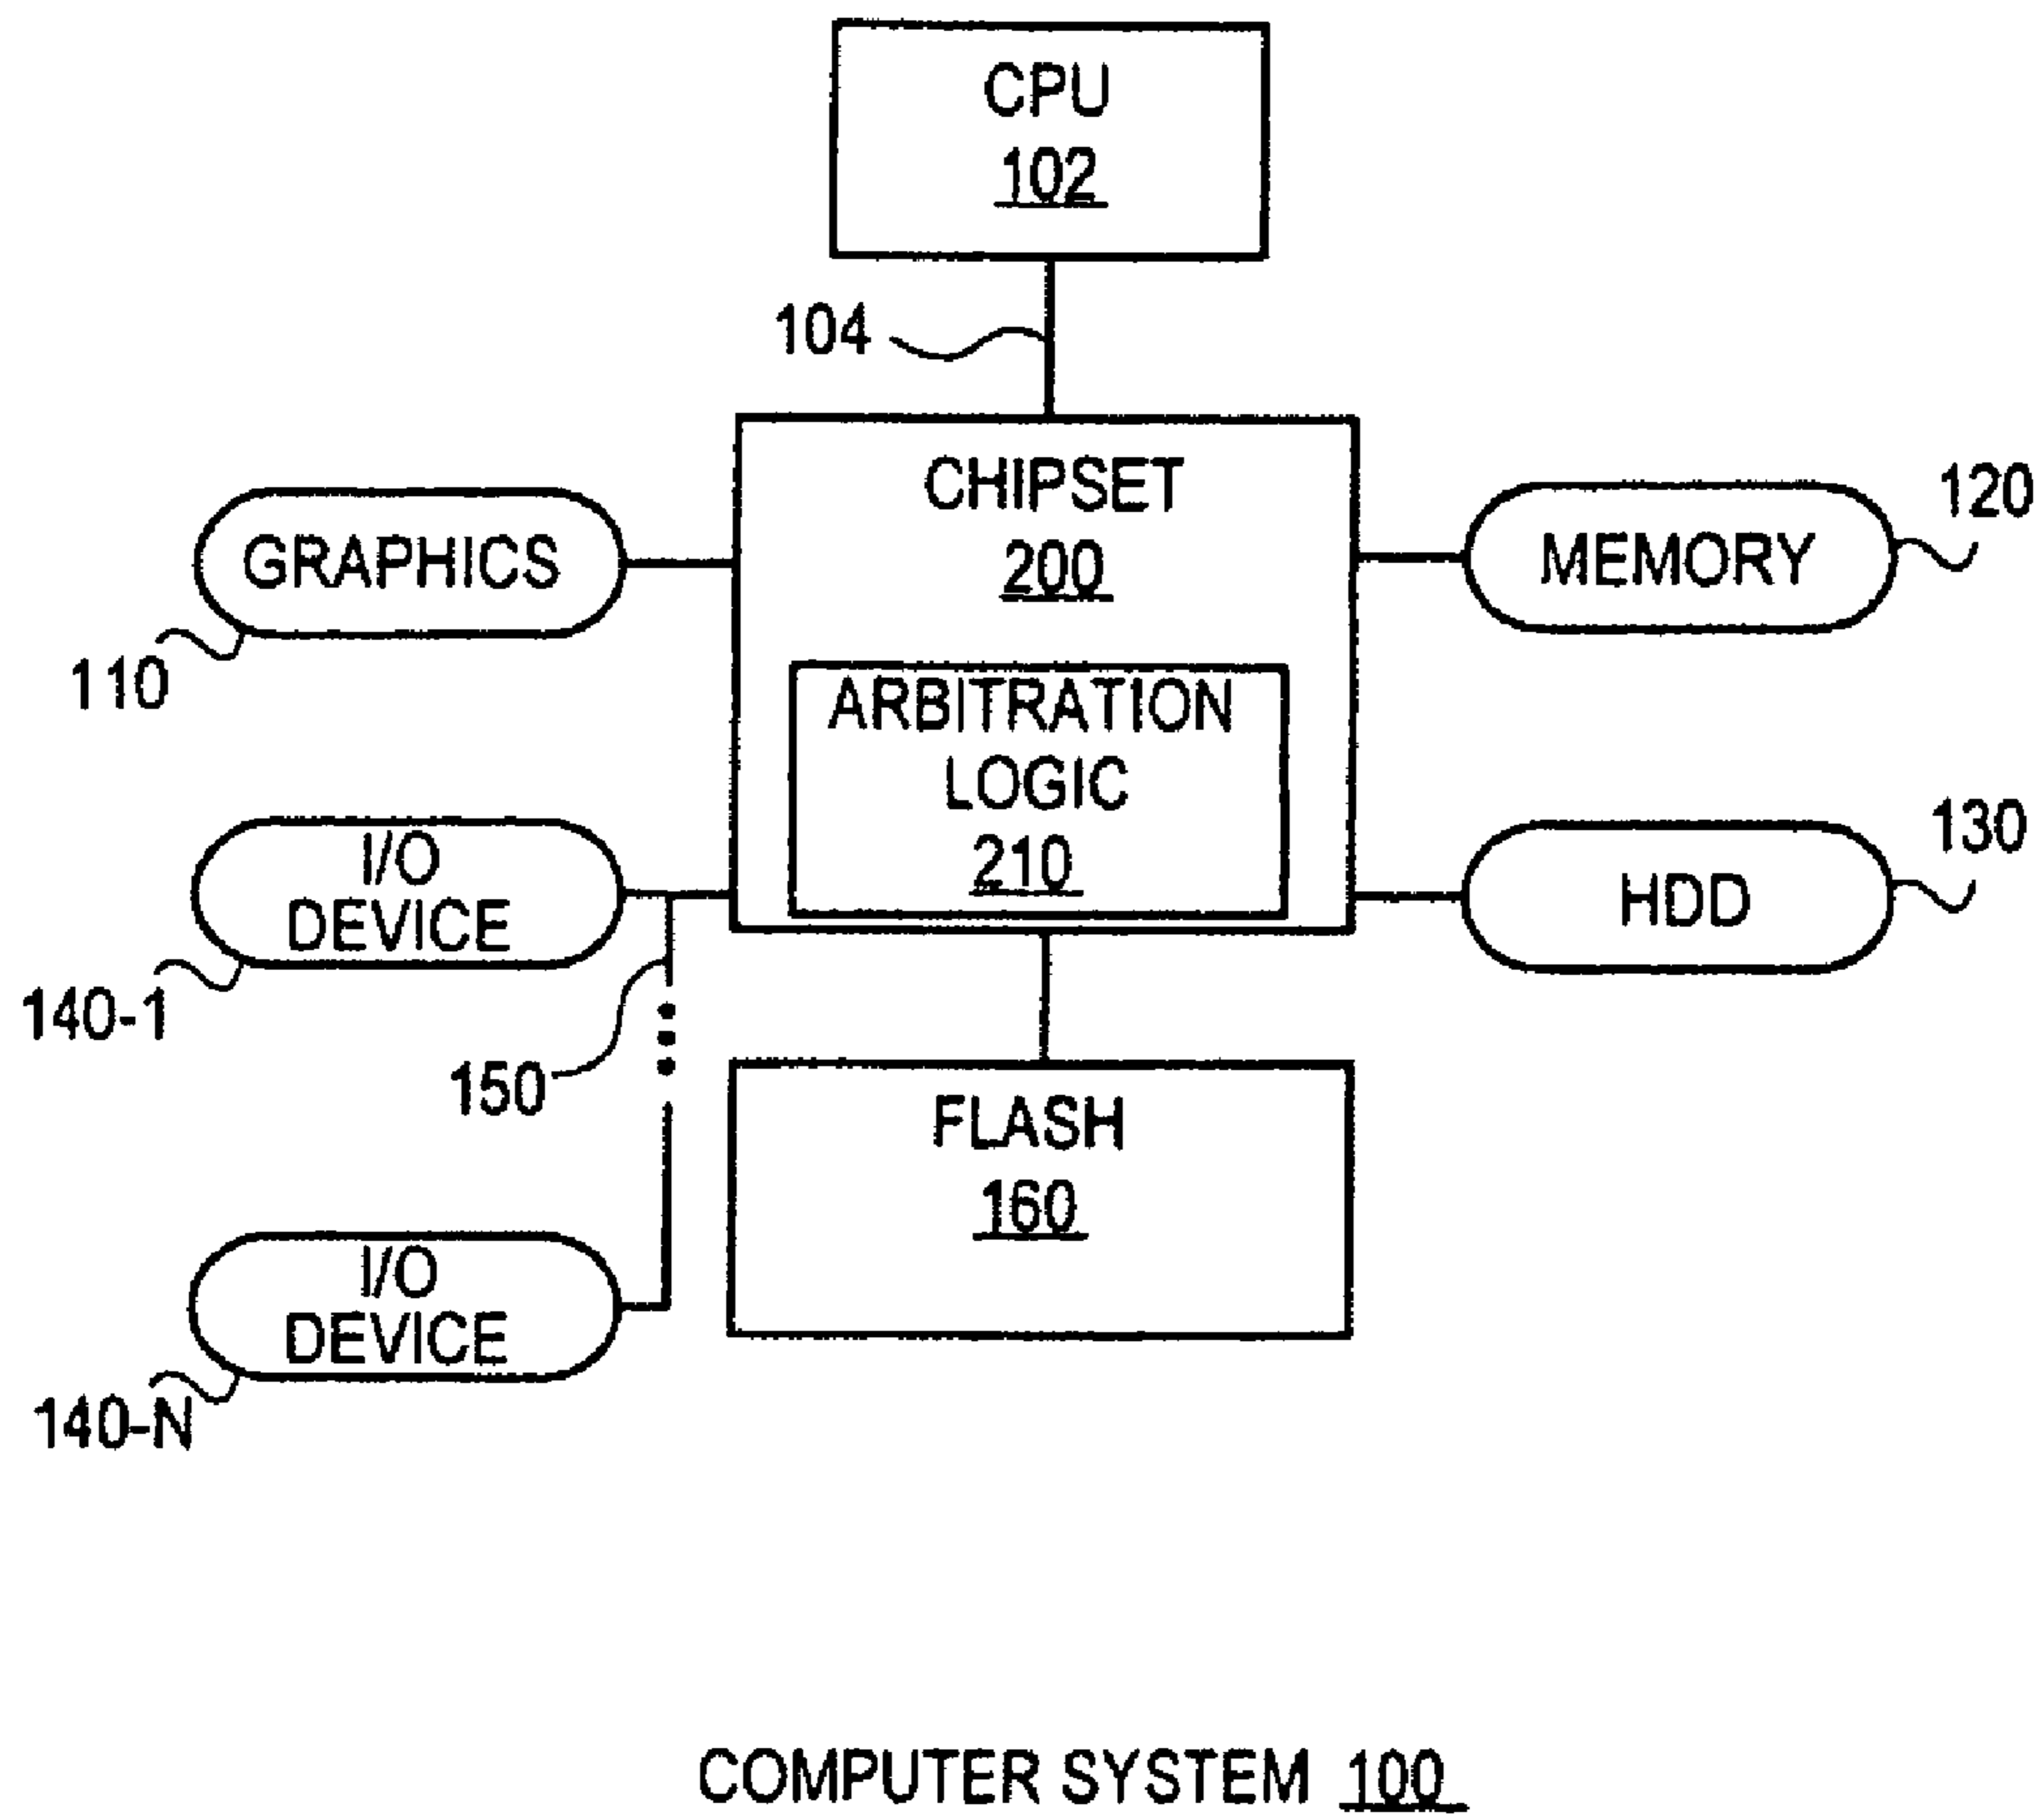 CPU
102
104
CHIPSET
200
GRAPHICS
110
MEMORY
120
ARBITRATION
LOGIC
210
I/O
DEVICE
140-1
150
HDD
130
FLASH
160
I/O
DEVICE
140-N
COMPUTER SYSTEM 100